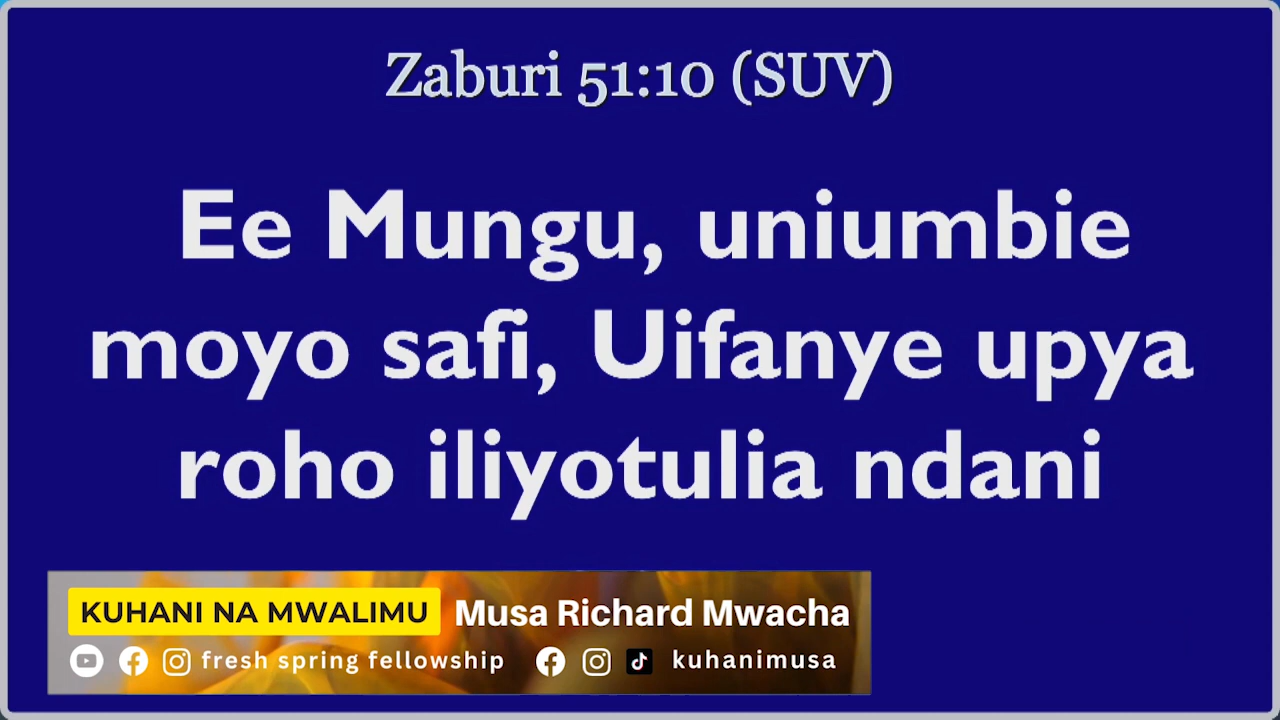 Zaburi 51:10 (SUV)
Ee Mungu, uniumbie
moyo safi, Uifanye upya
roho iliyotulia ndani
KUHANI NA MWALIMU Musa Richard Mwacha
fresh spring fellowship kuhanimusa